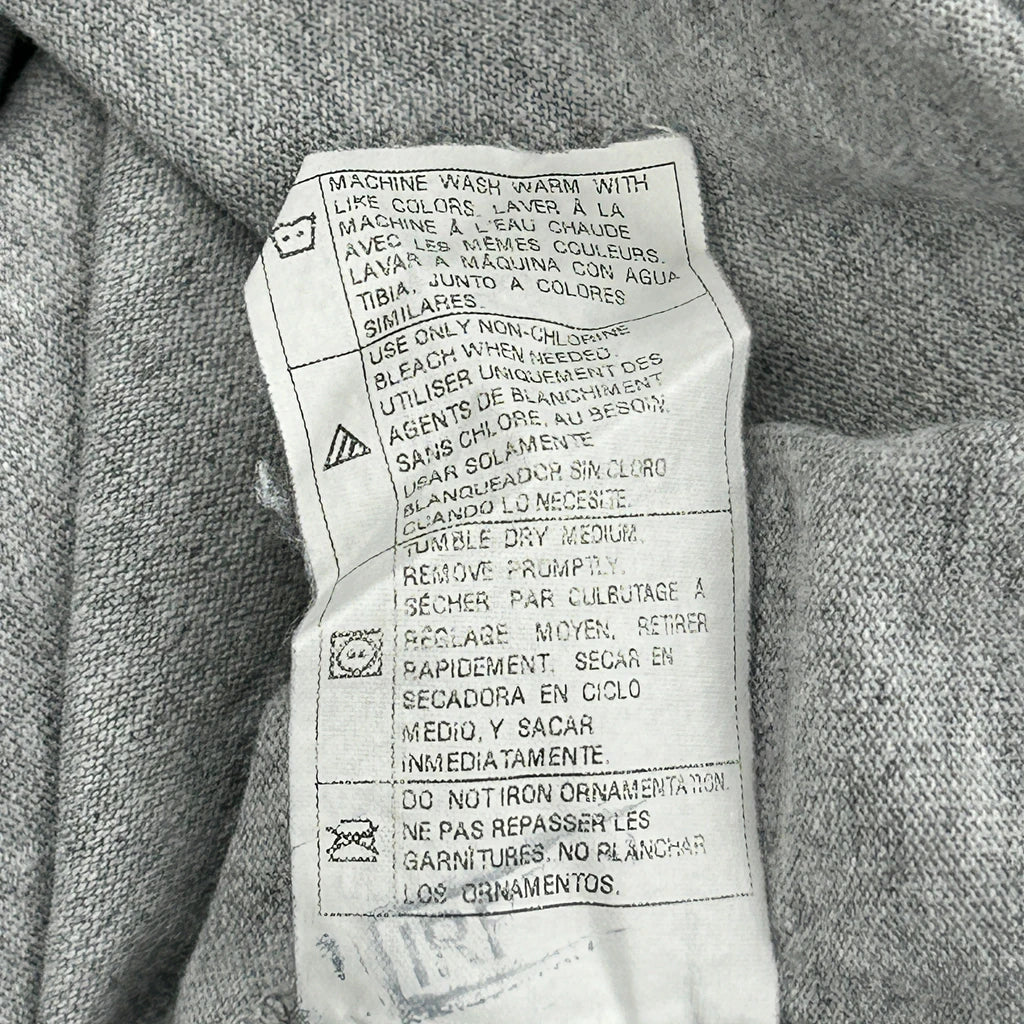 MACHINE WASH WARM WITH
LIKE COLORS. LAVER À LA
MACHINE À L'EAU CHAUDE
AVEC LES MÊMES COULEURS.
LAVAR A MÁQUINA CON AGUA
TIBIA, JUNTO A COLORES
SIMILARES.
USE ONLY NON-CHLORINE
BLEACH WHEN NEEDED.
UTILISER UNIQUEMENT DES
AGENTS DE BLANCHIMENT
SANS CHLORE, AU BESOIN.
USAR SOLAMENTE
BLANQUEADOR SIN CLORO
CUANDO LO NECESITE.
TUMBLE DRY MEDIUM,
REMOVE PROMPTLY.
SÉCHER PAR CULBUTAGE À
RÉGLAGE MOYEN, RETIRER
RAPIDEMENT. SECAR EN
SECADORA EN CICLO
MEDIO, Y SACAR
INMEDIATAMENTE.
DO NOT IRON ORNAMENTATION.
NE PAS REPASSER LES
GARNITURES. NO PLANCHAR
LOS ORNAMENTOS.